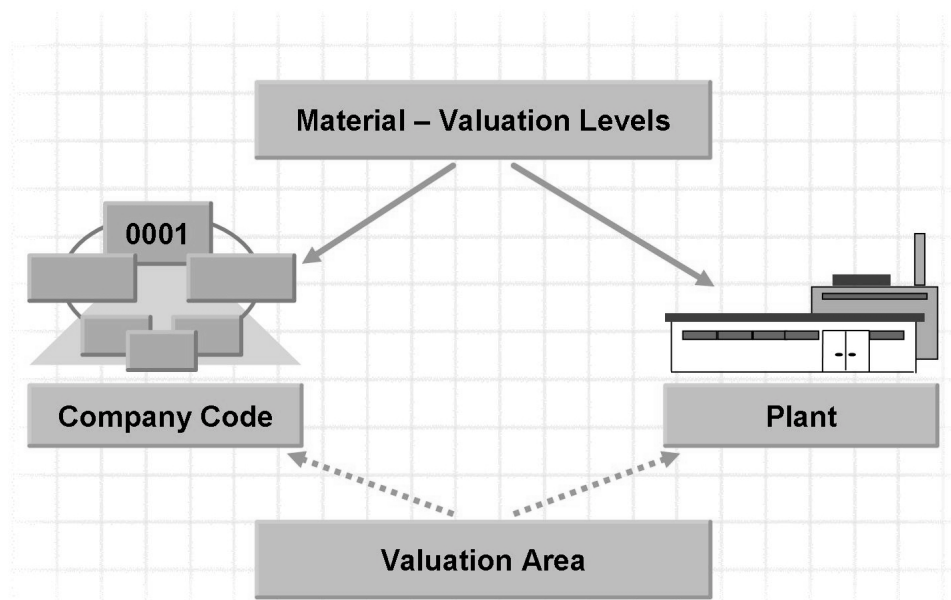 Material – Valuation Levels
0001
Company Code
Plant
Valuation Area